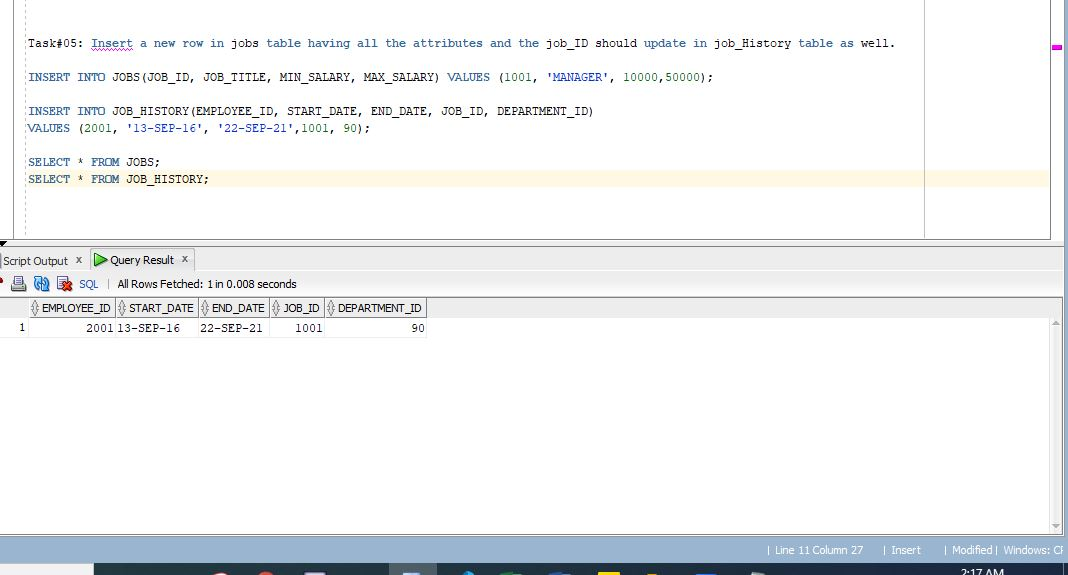 Task#05: Insert a new row in jobs table having all the attributes and the job_ID should update in job_History table as well.
INSERT INTO JOBS(JOB_ID, JOB_TITLE, MIN_SALARY, MAX_SALARY) VALUES (1001, 'MANAGER', 10000,50000);
INSERT INTO JOB_HISTORY(EMPLOYEE_ID, START_DATE, END_DATE, JOB_ID, DEPARTMENT_ID)
VALUES (2001, '13-SEP-16', '22-SEP-21',1001, 90);
SELECT * FROM JOBS;
SELECT * FROM JOB_HISTORY;
Script Output x Query Result x
SQL | All Rows Fetched: 1 in 0.008 seconds
EMPLOYEE_ID START_DATE END_DATE JOB_ID DEPARTMENT_ID
1 2001 13-SEP-16 22-SEP-21 1001 90
| Line 11 Column 27 | Insert | Modified | Windows:
2:17 AM